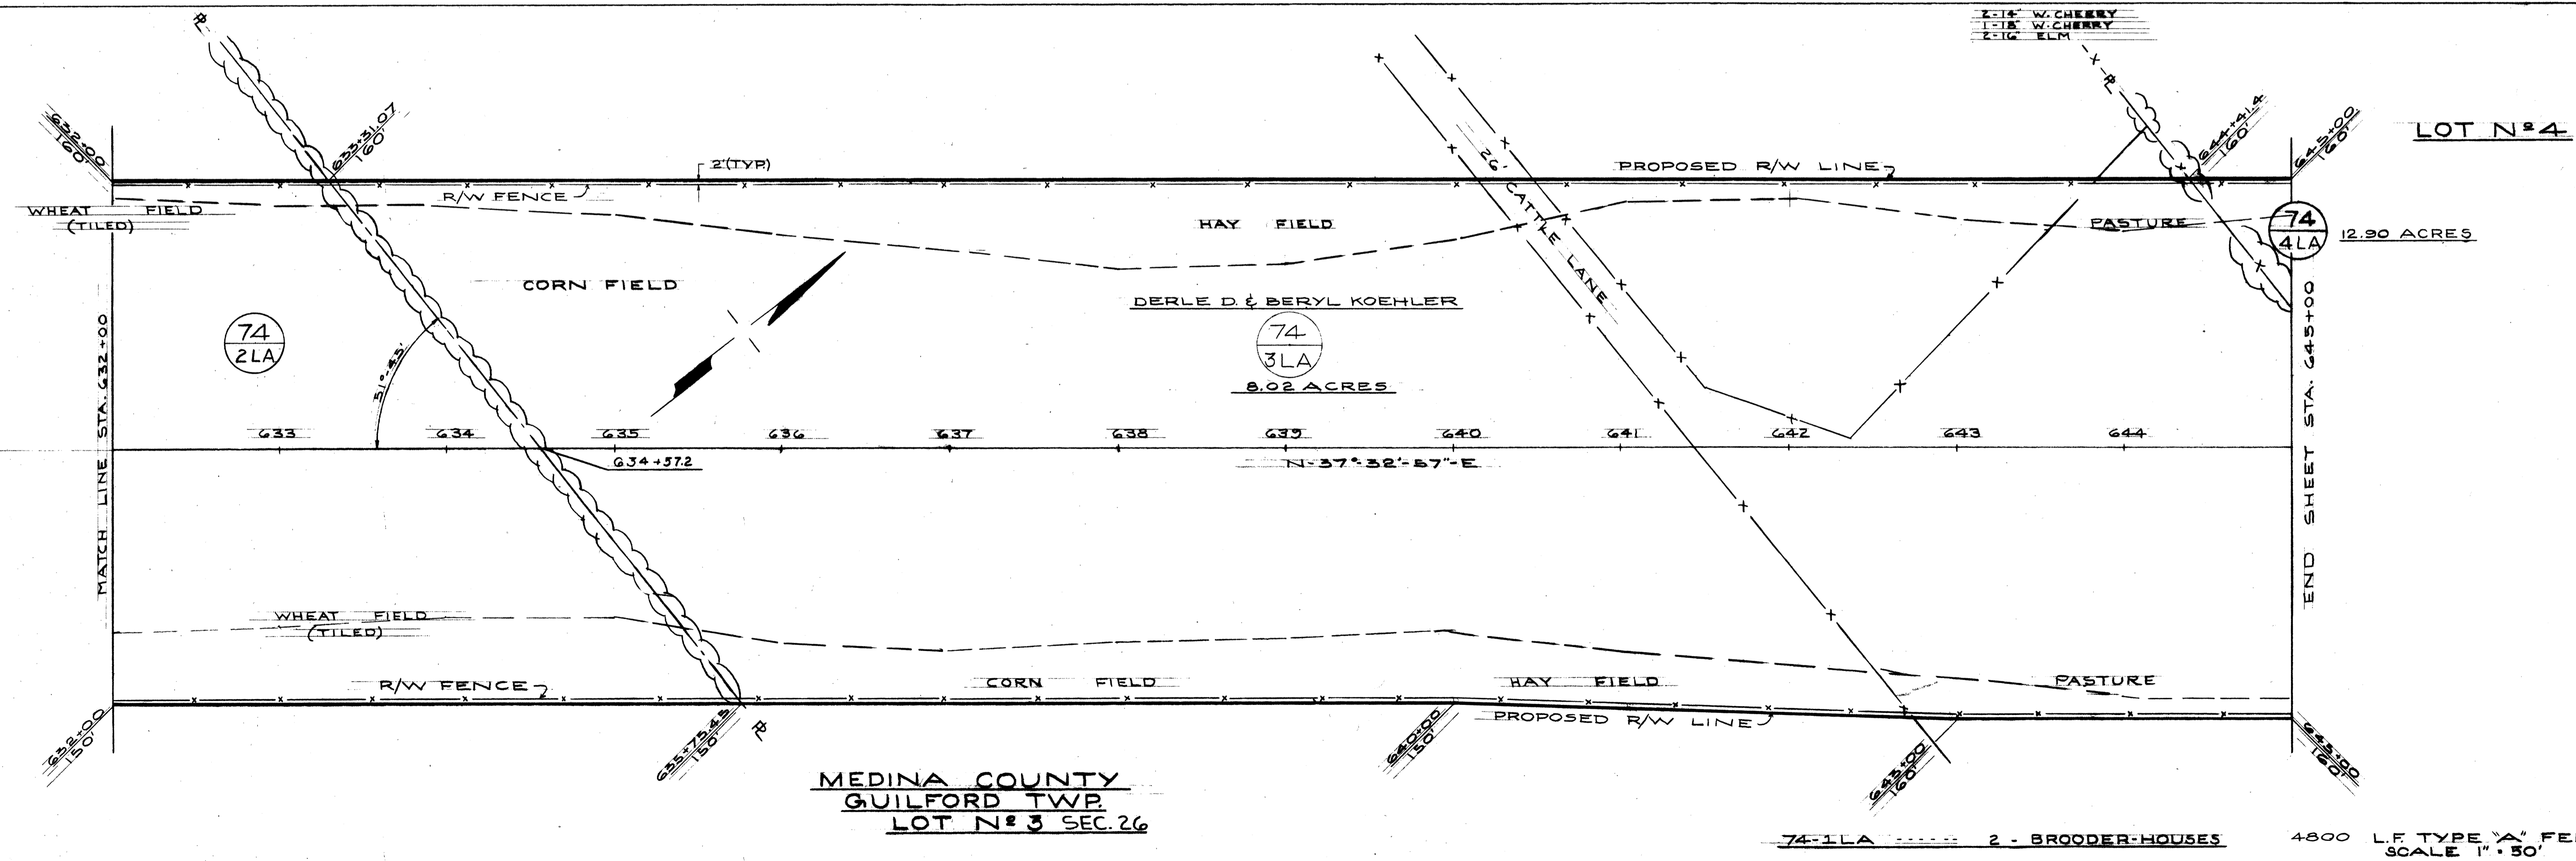 2-14" W. CHERRY
1-18" W. CHERRY
2-16" ELM
LOT Nº 4
632+00
160'
633+31.07
160'
2'(TYP.)
R/W FENCE
PROPOSED R/W LINE
644+41.4
160'
645+00
160'
WHEAT FIELD
(TILED)
HAY FIELD
26' CATTLE LANE
PASTURE
74
4LA
12.90 ACRES
CORN FIELD
DERLE D. & BERYL KOEHLER
74
2LA
74
3LA
8.02 ACRES
51°-45'
MATCH LINE STA. 632+00
END SHEET STA. 645+00
633
634
635
636
637
638
639
640
641
642
643
644
634+57.2
N-37°-32'-57"-E
WHEAT FIELD
(TILED)
R/W FENCE
CORN FIELD
HAY FIELD
PASTURE
PROPOSED R/W LINE
632+00
150'
635+75.45
150'
640+00
150'
643+00
160'
645+00
160'
MEDINA COUNTY
GUILFORD TWP.
LOT Nº 3 SEC. 26
74-1LA ------ 2 - BROODER-HOUSES
4800 L.F. TYPE "A" FE
SCALE 1" = 50'